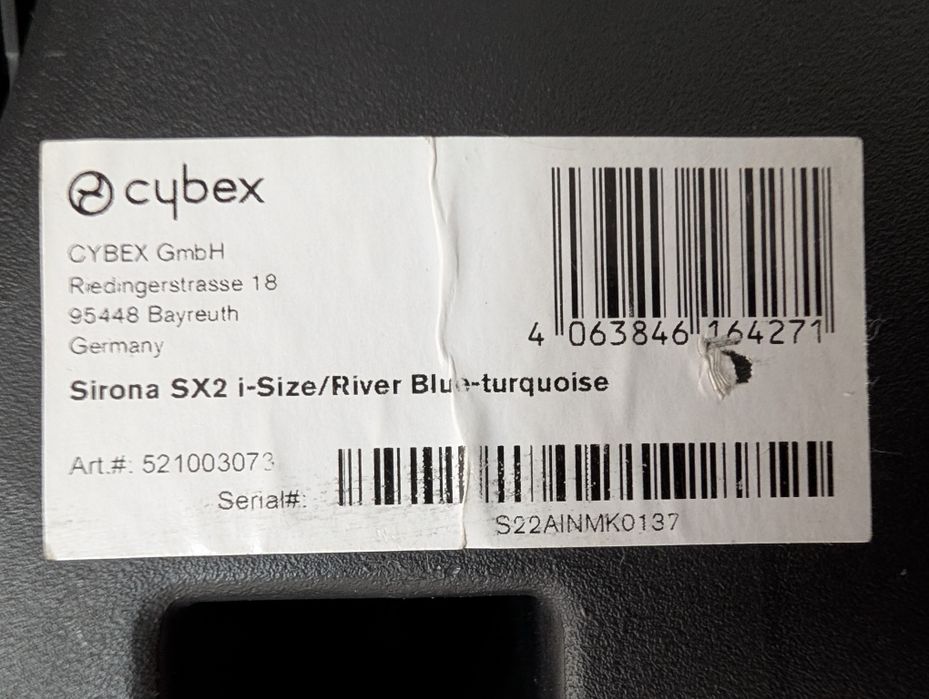 cybex
CYBEX GmbH
Riedingerstrasse 18
95448 Bayreuth
Germany
4 063846 164271
Sirona SX2 i-Size/River Blue-turquoise
Art.#: 521003073
Serial#:
S22AINMK0137